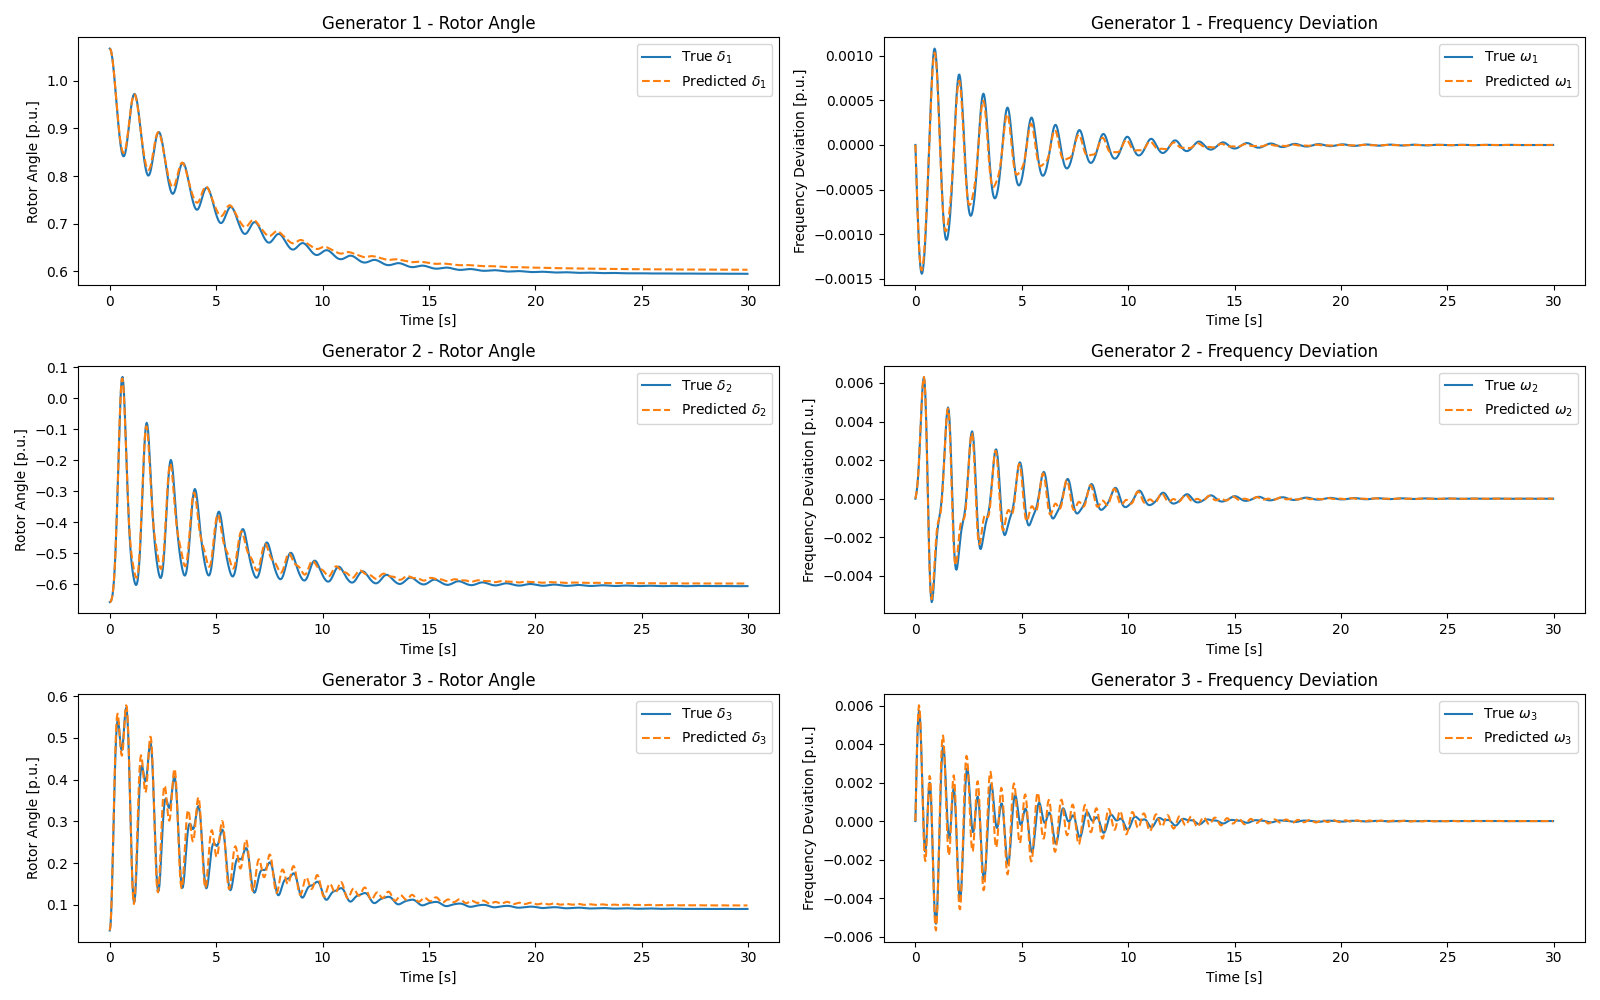 Generator 1 - Rotor Angle
Rotor Angle [p.u.]
1.0
0.9
0.8
0.7
0.6
True δ₁
Predicted δ₁
0 5 10 15 20 25 30
Time [s]
Generator 1 - Frequency Deviation
Frequency Deviation [p.u.]
0.0010
0.0005
0.0000
−0.0005
−0.0010
−0.0015
True ω₁
Predicted ω₁
0 5 10 15 20 25 30
Time [s]
Generator 2 - Rotor Angle
Rotor Angle [p.u.]
0.1
0.0
−0.1
−0.2
−0.3
−0.4
−0.5
−0.6
True δ₂
Predicted δ₂
0 5 10 15 20 25 30
Time [s]
Generator 2 - Frequency Deviation
Frequency Deviation [p.u.]
0.006
0.004
0.002
0.000
−0.002
−0.004
True ω₂
Predicted ω₂
0 5 10 15 20 25 30
Time [s]
Generator 3 - Rotor Angle
Rotor Angle [p.u.]
0.6
0.5
0.4
0.3
0.2
0.1
True δ₃
Predicted δ₃
0 5 10 15 20 25 30
Time [s]
Generator 3 - Frequency Deviation
Frequency Deviation [p.u.]
0.006
0.004
0.002
0.000
−0.002
−0.004
−0.006
True ω₃
Predicted ω₃
0 5 10 15 20 25 30
Time [s]